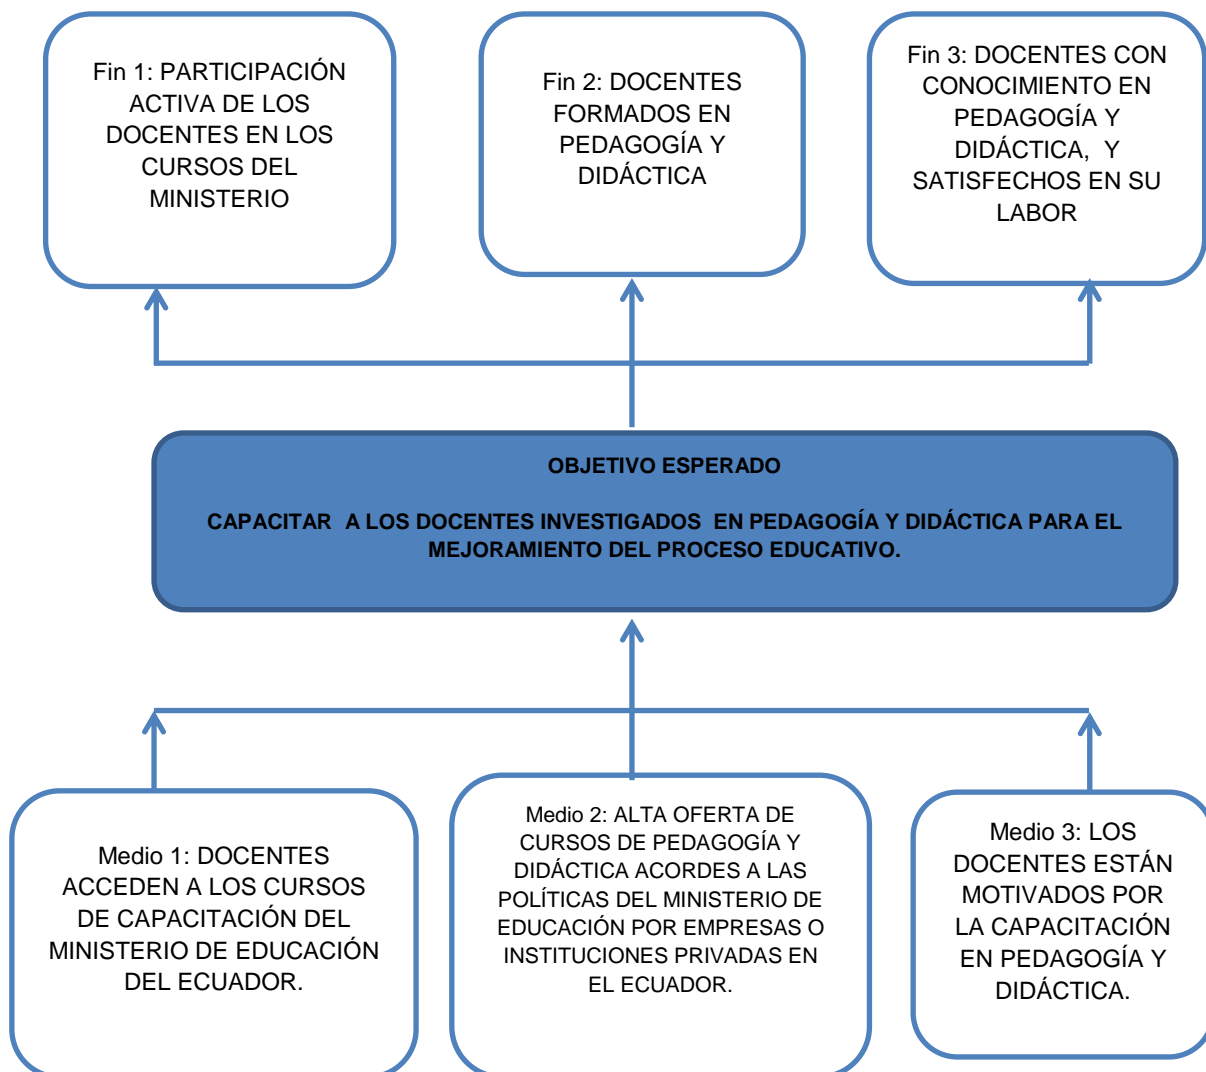 Fin 1: PARTICIPACIÓN
ACTIVA DE LOS
DOCENTES EN LOS
CURSOS DEL
MINISTERIO
Fin 2: DOCENTES
FORMADOS EN
PEDAGOGÍA Y
DIDÁCTICA
Fin 3: DOCENTES CON
CONOCIMIENTO EN
PEDAGOGÍA Y
DIDÁCTICA, Y
SATISFECHOS EN SU
LABOR
OBJETIVO ESPERADO
CAPACITAR A LOS DOCENTES INVESTIGADOS EN PEDAGOGÍA Y DIDÁCTICA PARA EL
MEJORAMIENTO DEL PROCESO EDUCATIVO.
Medio 1: DOCENTES
ACCEDEN A LOS CURSOS
DE CAPACITACIÓN DEL
MINISTERIO DE EDUCACIÓN
DEL ECUADOR.
Medio 2: ALTA OFERTA DE
CURSOS DE PEDAGOGÍA Y
DIDÁCTICA ACORDES A LAS
POLÍTICAS DEL MINISTERIO DE
EDUCACIÓN POR EMPRESAS O
INSTITUCIONES PRIVADAS EN
EL ECUADOR.
Medio 3: LOS
DOCENTES ESTÁN
MOTIVADOS POR
LA CAPACITACIÓN
EN PEDAGOGÍA Y
DIDÁCTICA.